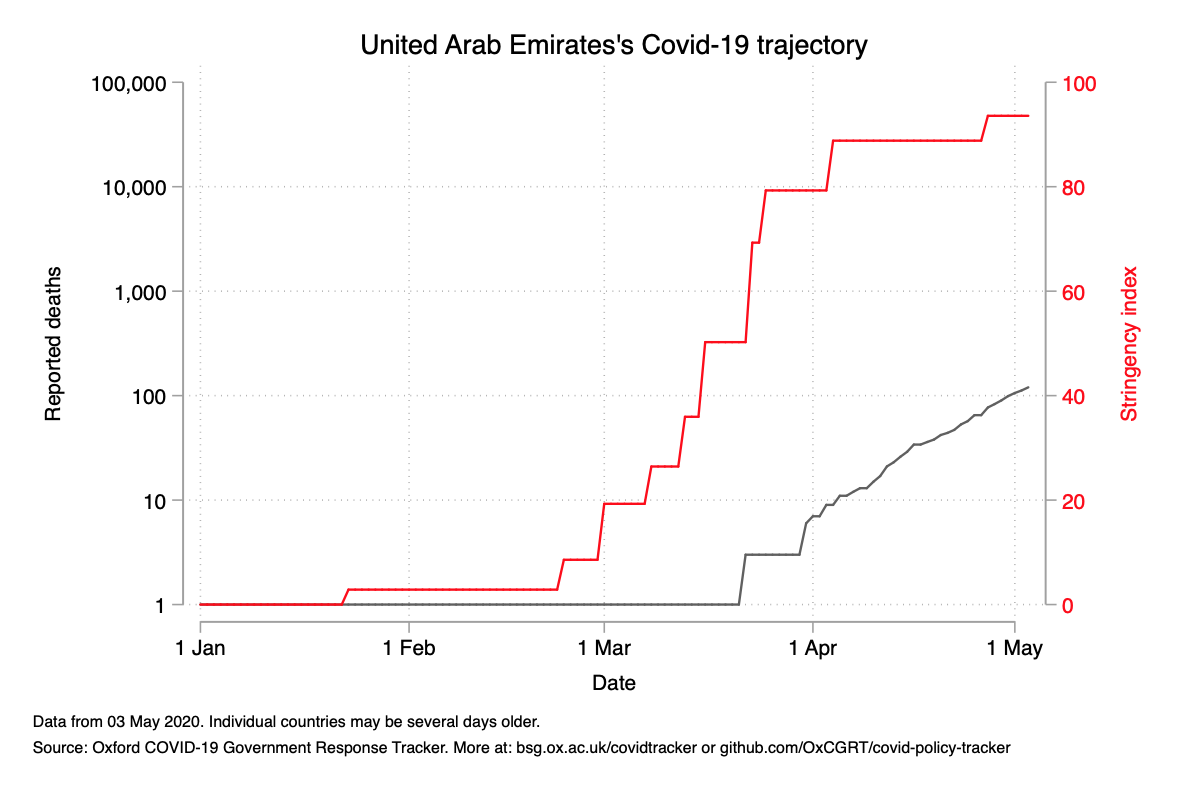 United Arab Emirates's Covid-19 trajectory
100,000
10,000
1,000
100
10
1
Reported deaths
100
80
60
40
20
0
Stringency index
1 Jan
1 Feb
1 Mar
1 Apr
1 May
Date
Data from 03 May 2020. Individual countries may be several days older.
Source: Oxford COVID-19 Government Response Tracker. More at: bsg.ox.ac.uk/covidtracker or github.com/OxCGRT/covid-policy-tracker